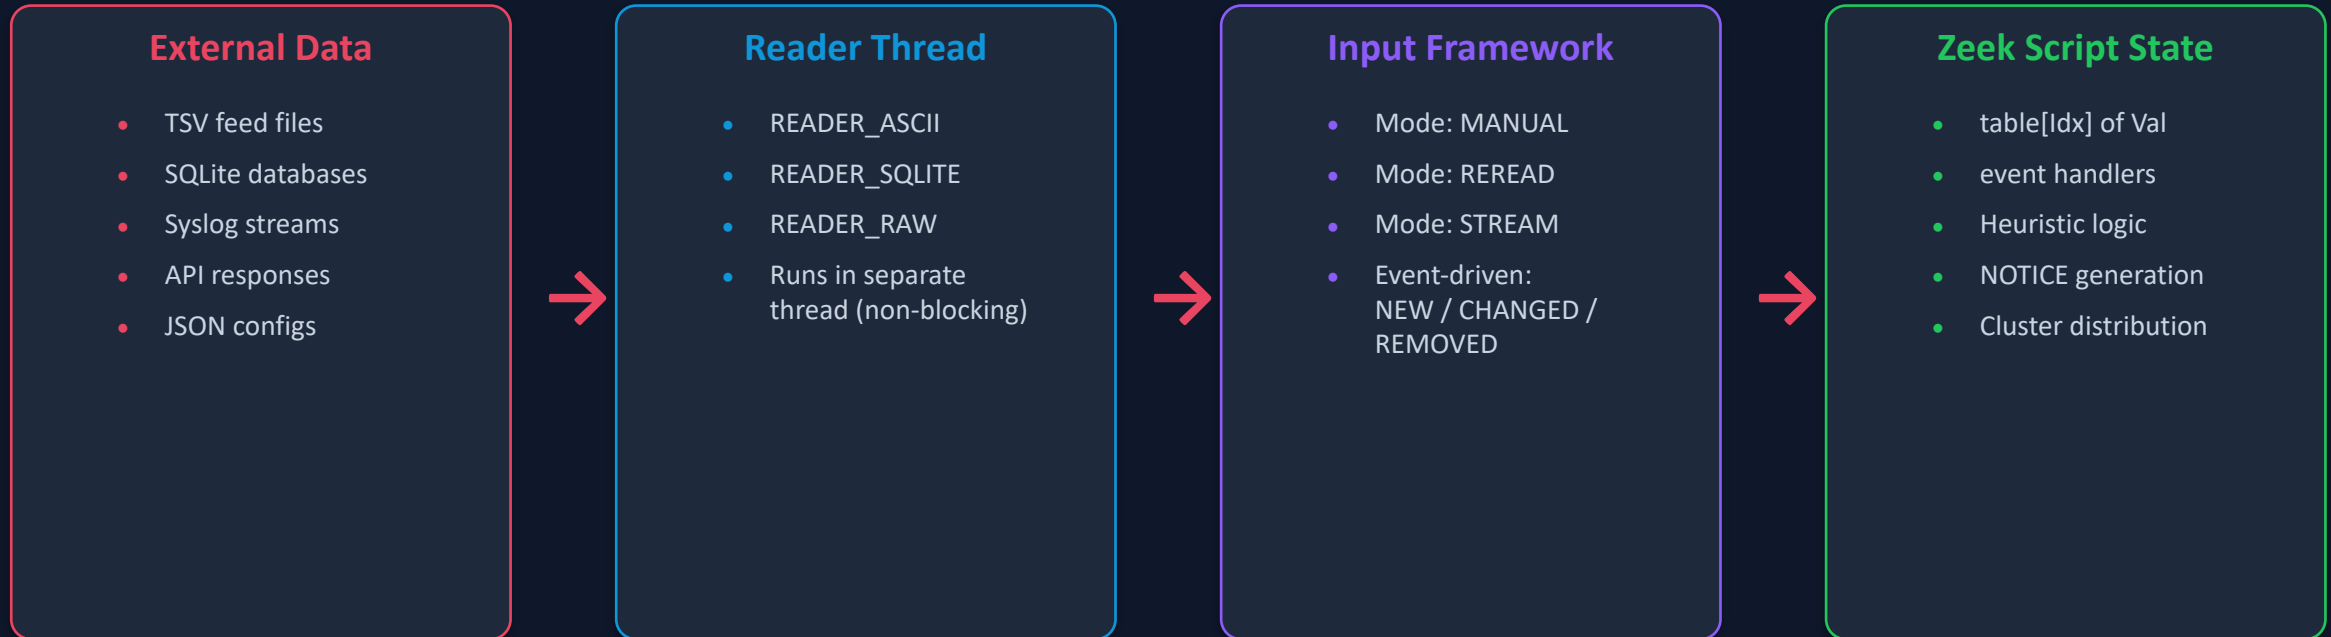 External Data
• TSV feed files
• SQLite databases
• Syslog streams
• API responses
• JSON configs
Reader Thread
• READER_ASCII
• READER_SQLITE
• READER_RAW
• Runs in separate
thread (non-blocking)
Input Framework
• Mode: MANUAL
• Mode: REREAD
• Mode: STREAM
• Event-driven:
NEW / CHANGED /
REMOVED
Zeek Script State
• table[Idx] of Val
• event handlers
• Heuristic logic
• NOTICE generation
• Cluster distribution